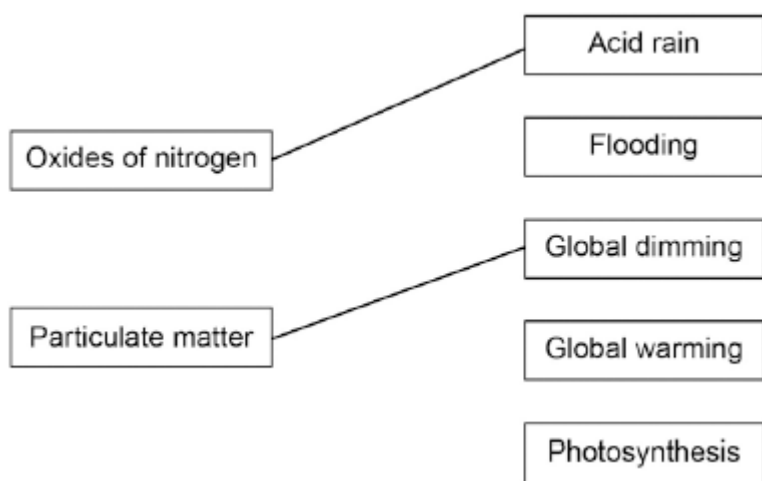 Acid rain
Oxides of nitrogen
Flooding
Global dimming
Particulate matter
Global warming
Photosynthesis